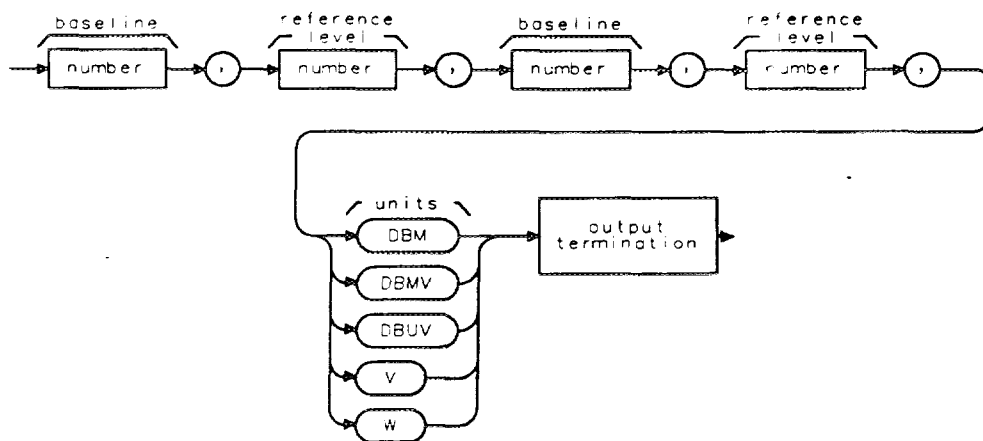 baseline reference level baseline reference level
number , number , number , number ,
units
DBM
output termination
DBMV
DBUV
V
W